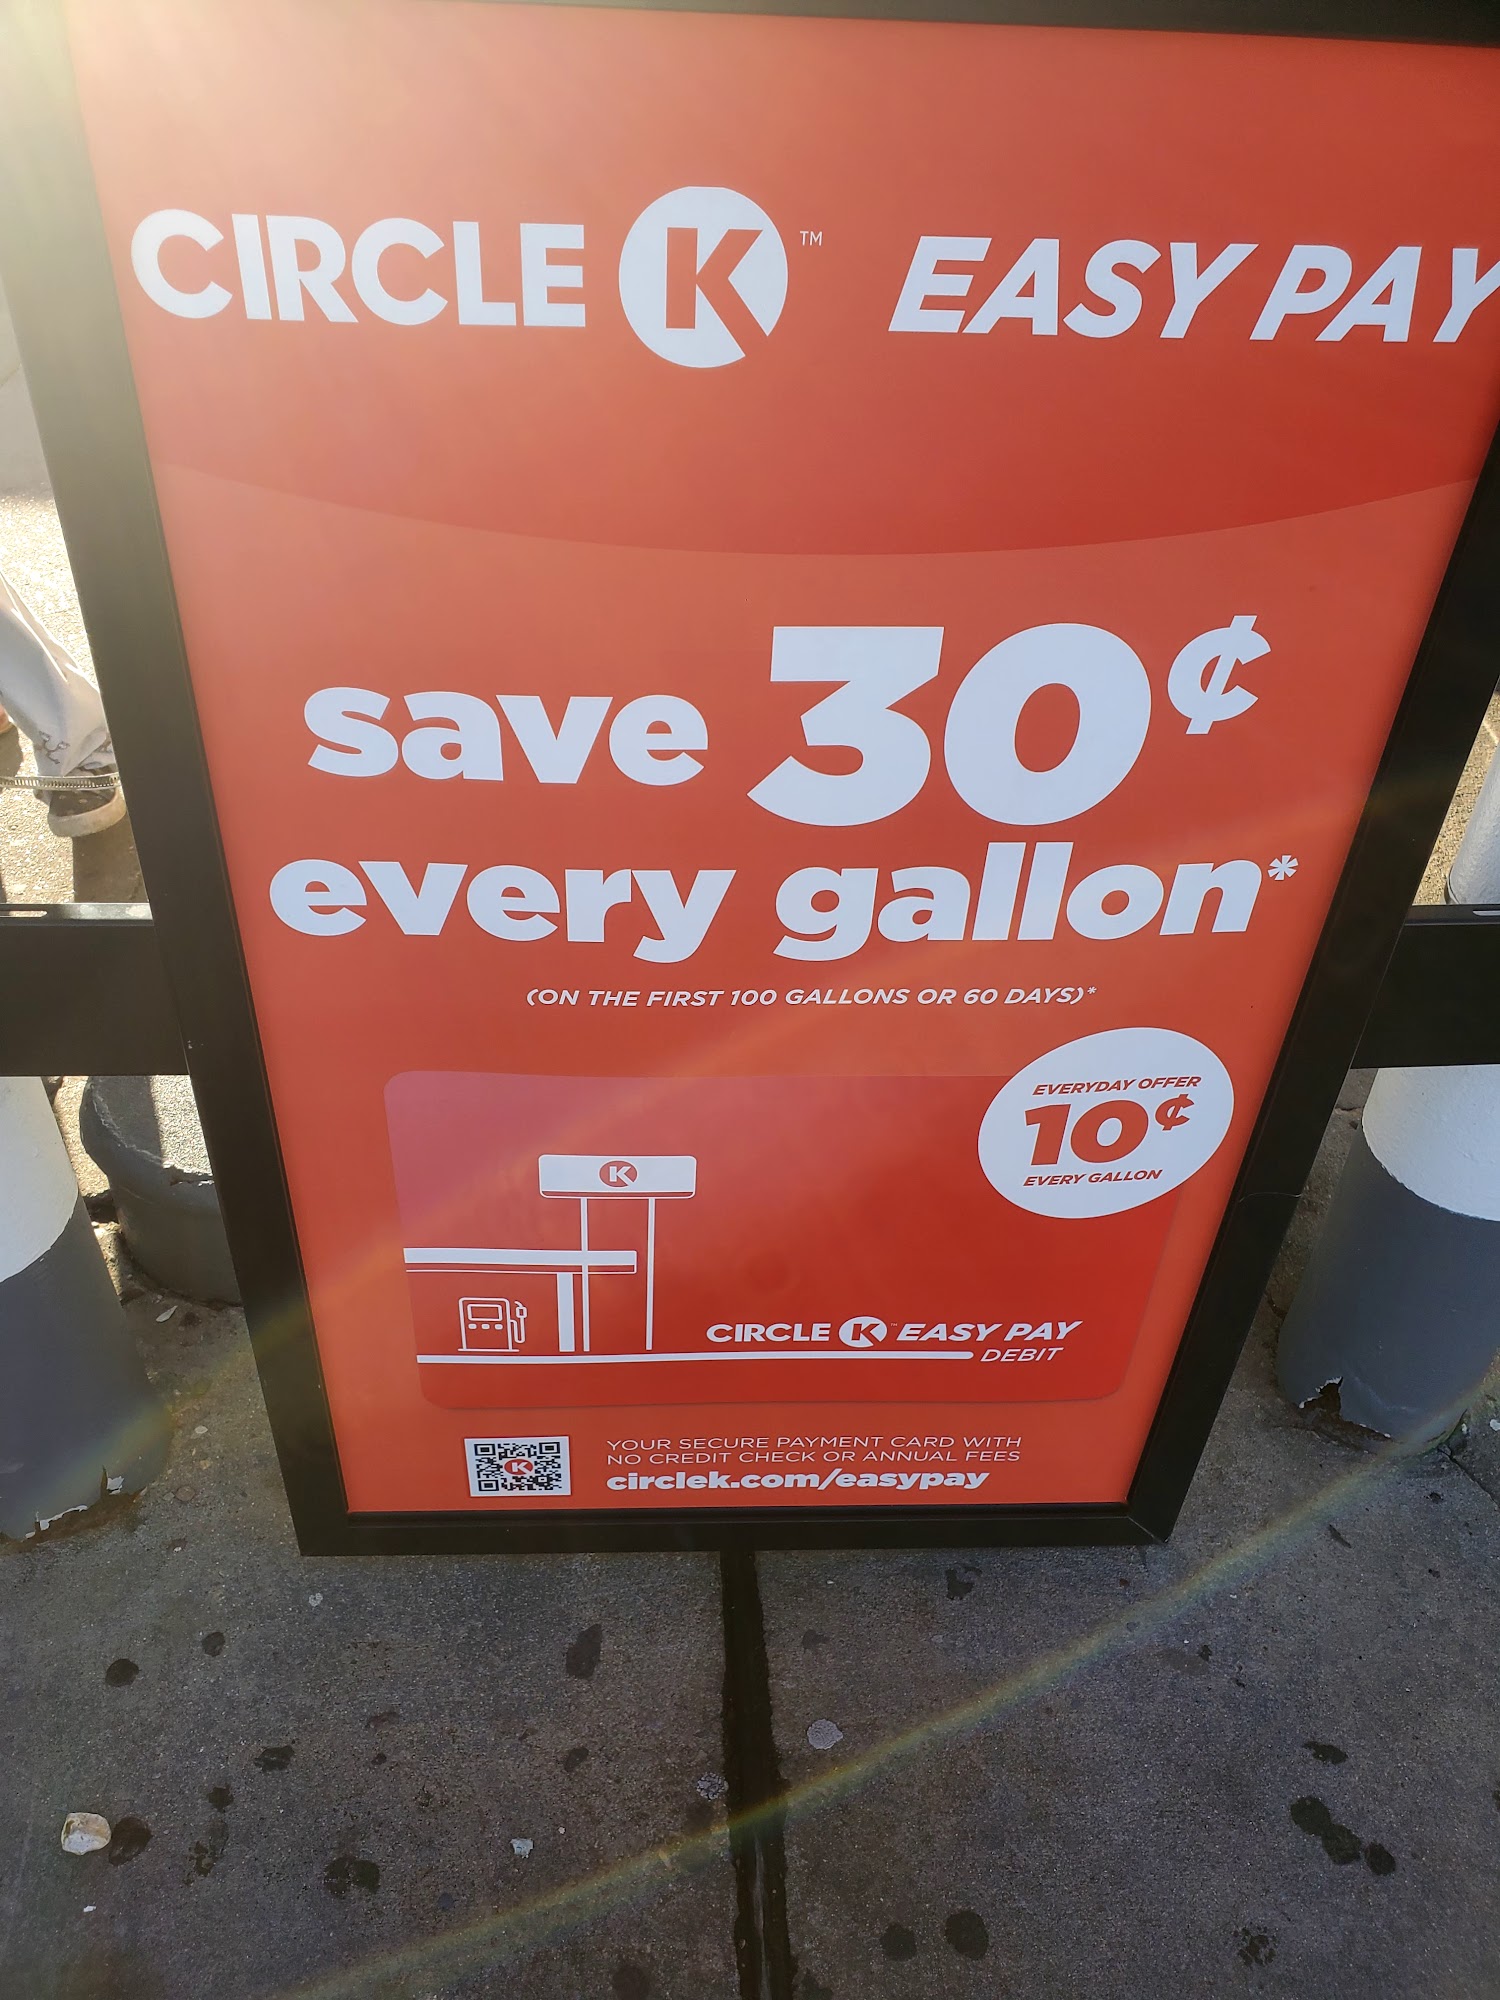 CIRCLE K™ EASY PAY
save 30¢
every gallon*
(ON THE FIRST 100 GALLONS OR 60 DAYS)*
EVERYDAY OFFER
10¢
EVERY GALLON
K
CIRCLE K™ EASY PAY
DEBIT
K
YOUR SECURE PAYMENT CARD WITH
NO CREDIT CHECK OR ANNUAL FEES
circlek.com/easypay